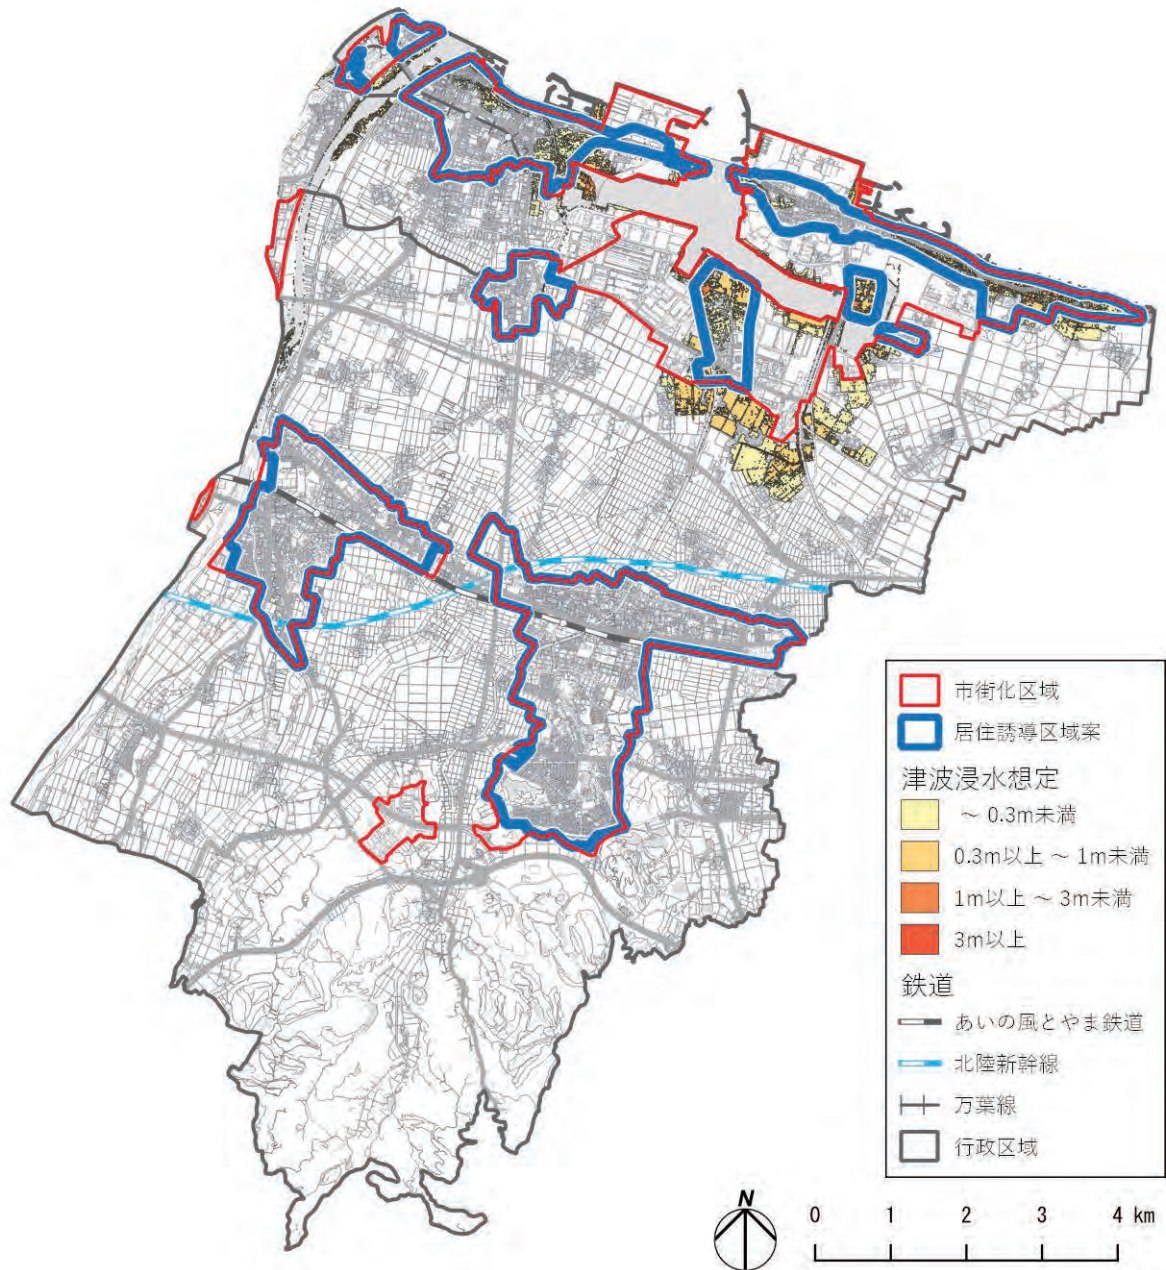 市街化区域
居住誘導区域案
津波浸水想定
～ 0.3m未満
0.3m以上 ～ 1m未満
1m以上 ～ 3m未満
3m以上
鉄道
あいの風とやま鉄道
北陸新幹線
万葉線
行政区域
N
0 1 2 3 4 km